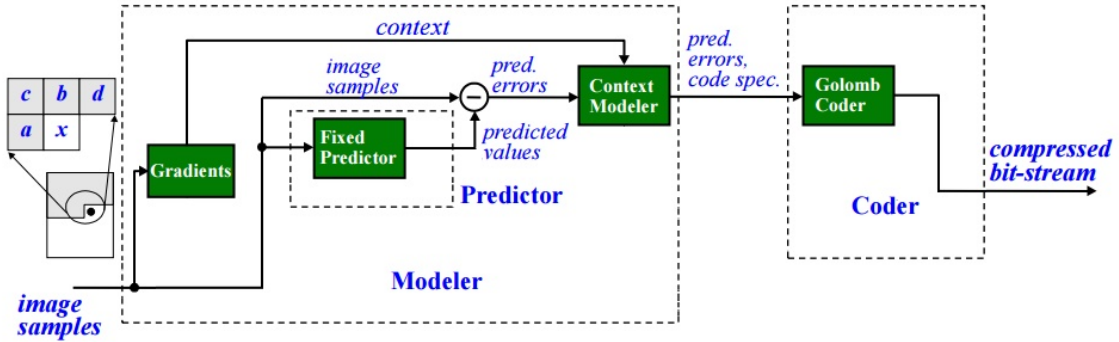 context
image
samples
pred.
errors
pred.
errors,
code spec.
c b d
a x
Gradients
Fixed
Predictor
−
predicted
values
Context
Modeler
Golomb
Coder
Predictor
Coder
compressed
bit-stream
Modeler
image
samples